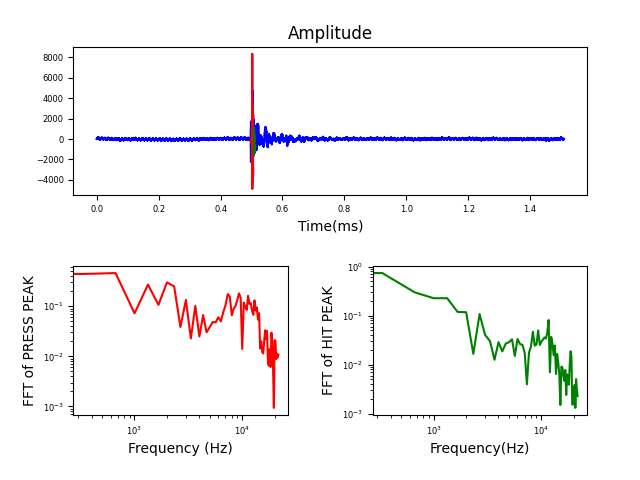 Amplitude
8000
6000
4000
2000
0
−2000
−4000
0.0 0.2 0.4 0.6 0.8 1.0 1.2 1.4
Time(ms)
FFT of PRESS PEAK
10⁻¹
10⁻²
10⁻³
10³ 10⁴
Frequency (Hz)
FFT of HIT PEAK
10⁰
10⁻¹
10⁻²
10⁻³
10³ 10⁴
Frequency(Hz)